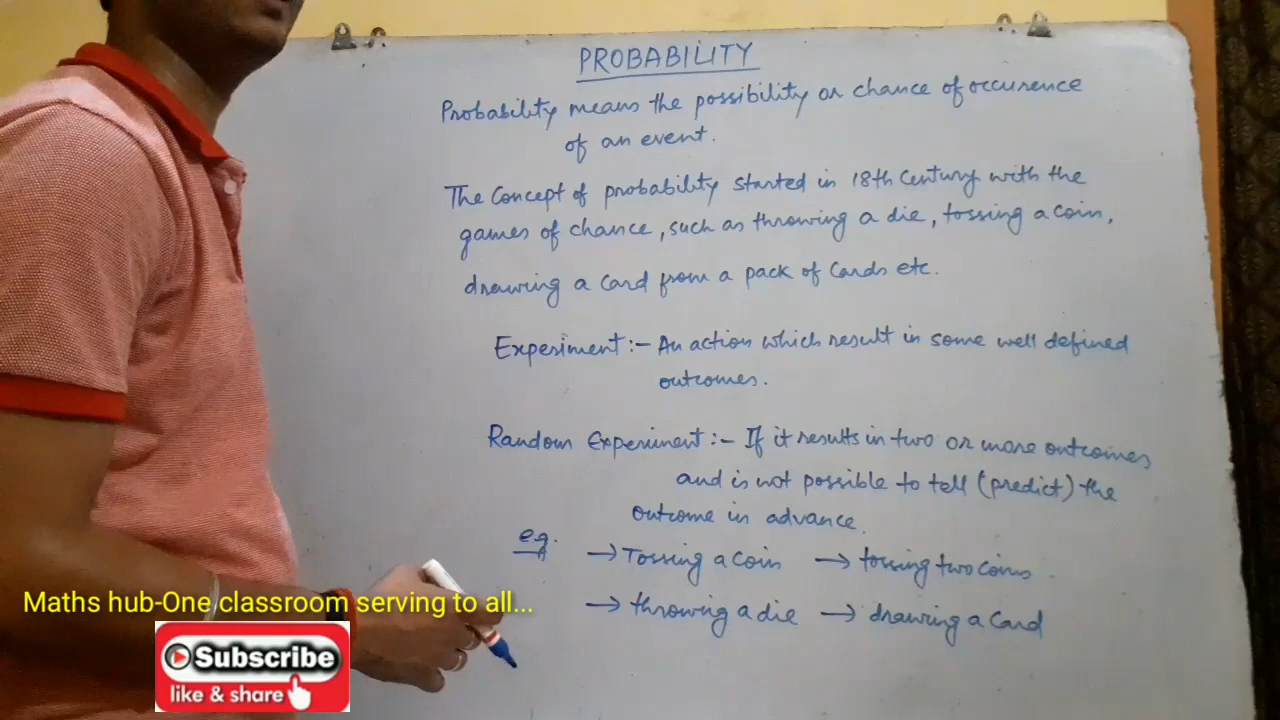 PROBABILITY
Probability means the possibility or chance of occurence
of an event.
The Concept of probability started in 18th Century with the
games of chance, such as throwing a die, tossing a coin,
drawing a card from a pack of Cards etc.
Experiment :- An action which result in some well defined
outcomes.
Random Experiment :- If it results in two or more outcomes
and is not possible to tell (predict) the
outcome in advance.
e.g. → Tossing a coin → tossing two coins
→ throwing a die → drawing a Card
Maths hub-One classroom serving to all...
Subscribe
like & share